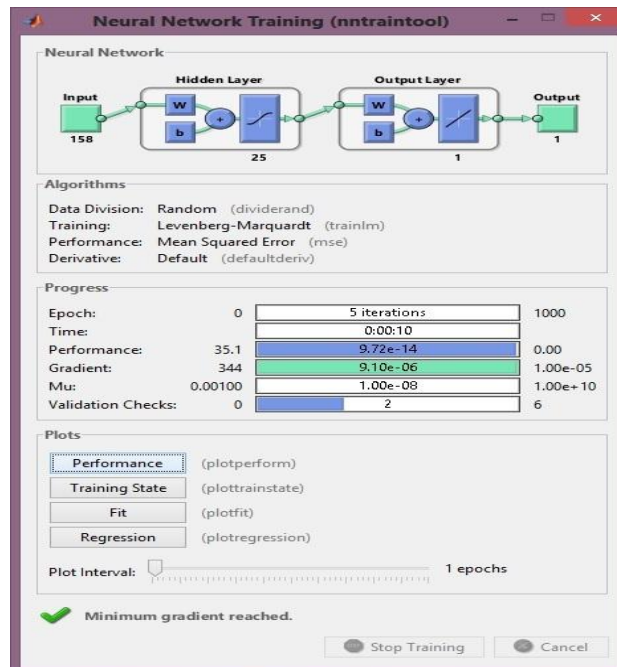 Neural Network Training (nntraintool)
Neural Network
Hidden Layer
Output Layer
Input
W
b
+
W
b
+
Output
158
25
1
1
Algorithms
Data Division: Random (dividerand)
Training: Levenberg-Marquardt (trainlm)
Performance: Mean Squared Error (mse)
Derivative: Default (defaultderiv)
Progress
Epoch: 0 5 iterations 1000
Time: 0:00:10
Performance: 35.1 9.72e-14 0.00
Gradient: 344 9.10e-06 1.00e-05
Mu: 0.00100 1.00e-08 1.00e+10
Validation Checks: 0 2 6
Plots
Performance (plotperform)
Training State (plottrainstate)
Fit (plotfit)
Regression (plotregression)
Plot Interval: 1 epochs
Minimum gradient reached.
Stop Training Cancel